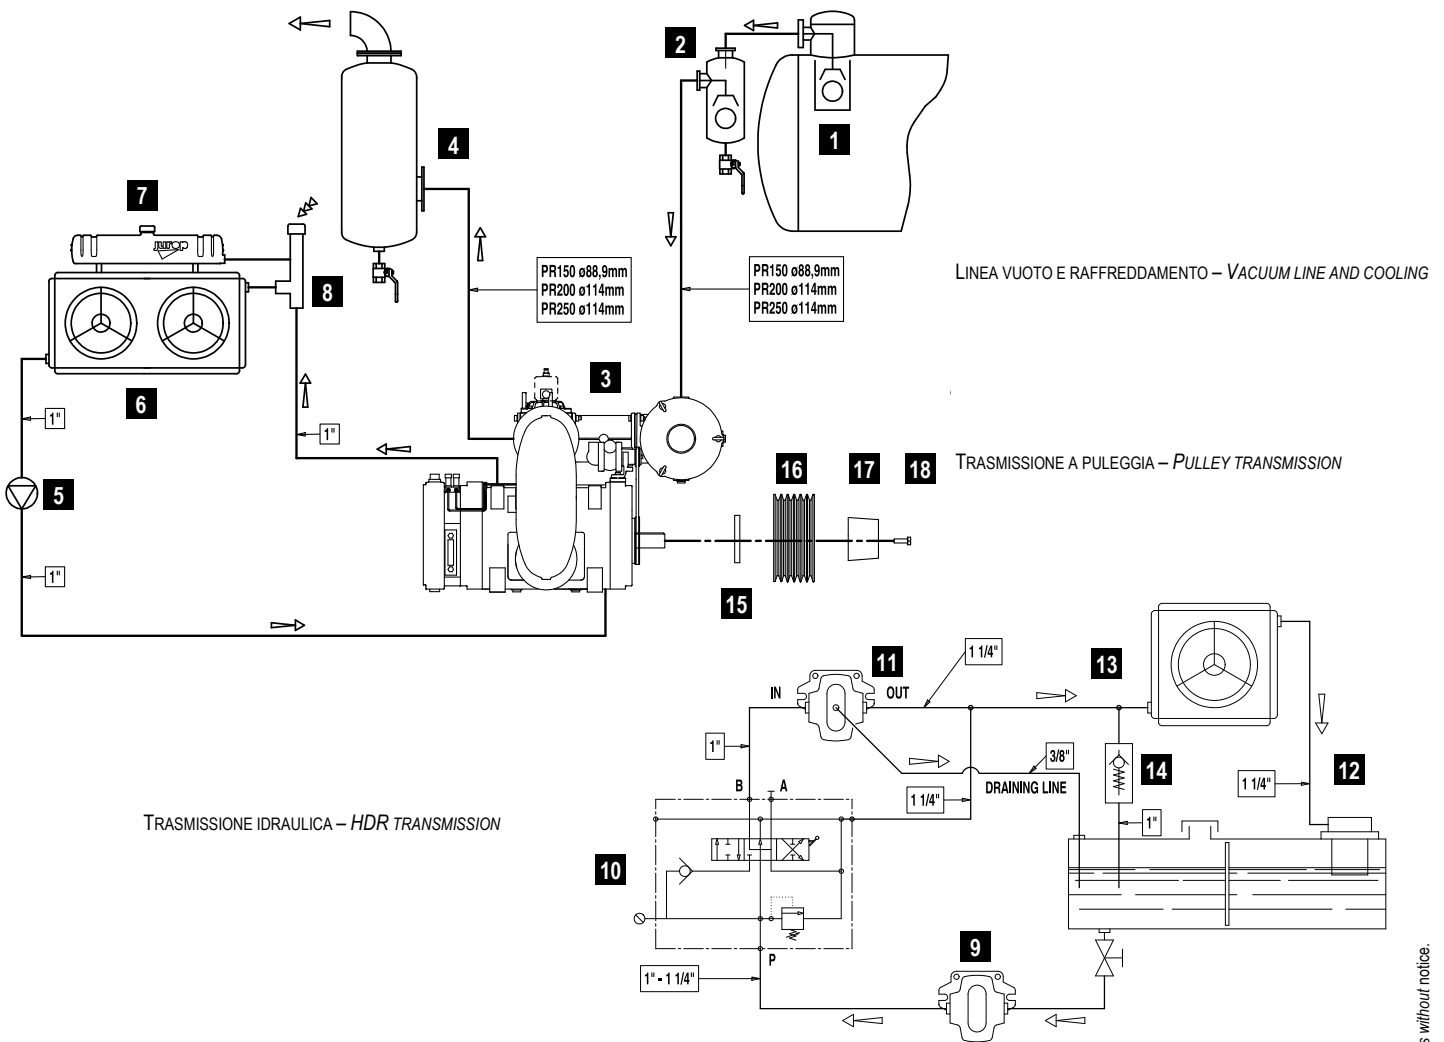 2
1
4
7
JUROP
8
PR150 ø88,9mm
PR200 ø114mm
PR250 ø114mm
PR150 ø88,9mm
PR200 ø114mm
PR250 ø114mm
LINEA VUOTO E RAFFREDDAMENTO – VACUUM LINE AND COOLING
3
6
1"
1"
5
1"
TRASMISSIONE A PULEGGIA – PULLEY TRANSMISSION
16
17
18
15
11
1 1/4"
13
IN
OUT
1"
3/8"
14
12
1 1/4"
B
A
1 1/4"
DRAINING LINE
1"
TRASMISSIONE IDRAULICA – HDR TRANSMISSION
10
P
9
1" - 1 1/4"
without notice.